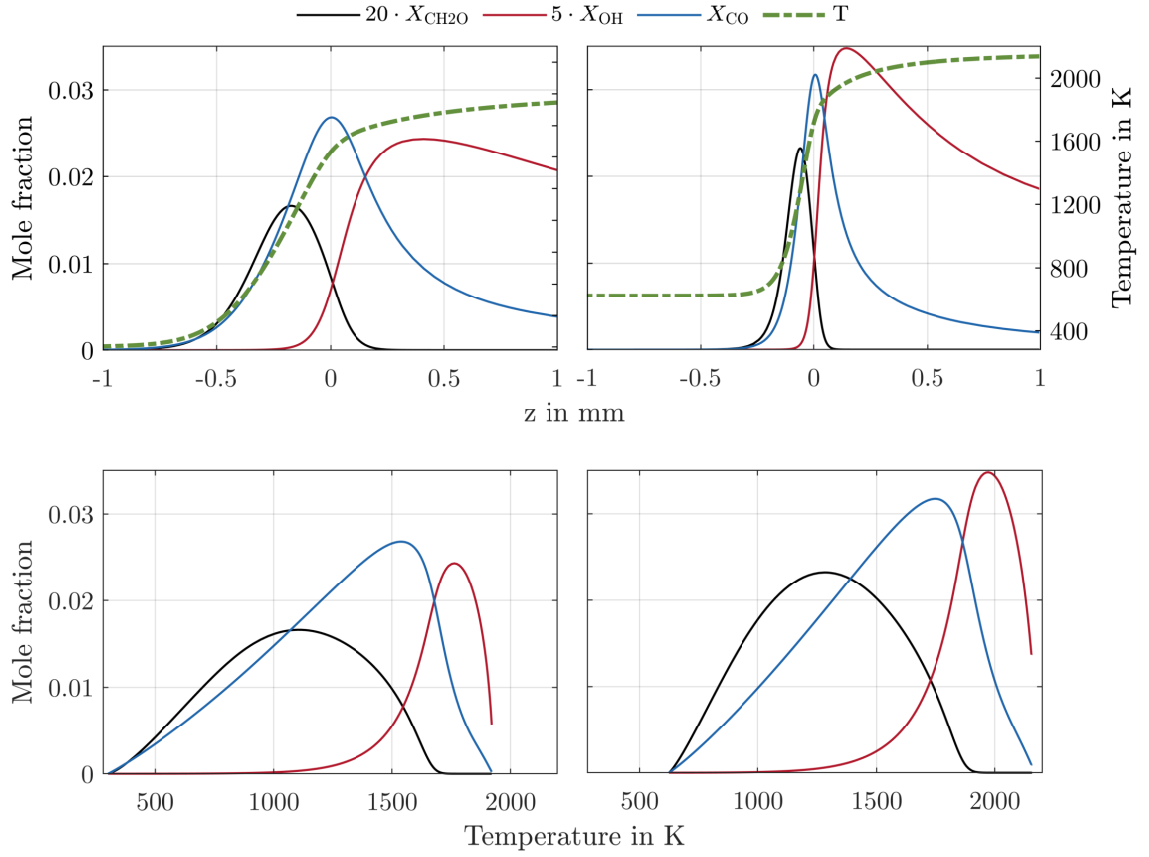 20 · X_CH2O 5 · X_OH X_CO T
Mole fraction
0.03
0.02
0.01
0
-1 -0.5 0 0.5 1
-1 -0.5 0 0.5 1
2000
1600
1200
800
400
Temperature in K
z in mm
Mole fraction
0.03
0.02
0.01
0
500 1000 1500 2000
500 1000 1500 2000
Temperature in K